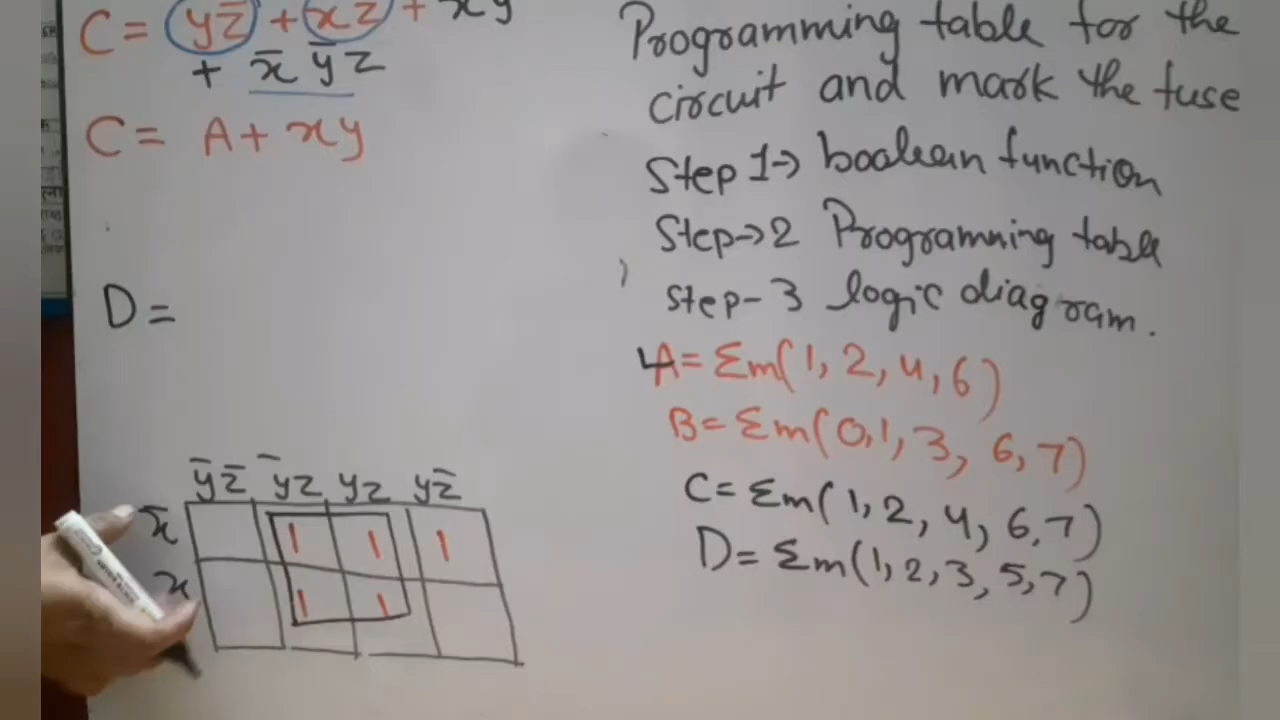 C = yz̄ + xz̄ + xy
+ x̄ ȳ z
C = A + xy
D =
ȳz̄ ȳz yz yz̄
x̄ 1 1 1
x 1 1
Programming table for the
circuit and mark the fuse
Step 1→ boolean function
Step→2 Programming table
step-3 logic diagram.
A= Σm(1, 2, 4, 6)
B= Σm(0,1, 3, 6, 7)
C= Σm(1, 2, 4, 6,7)
D= Σm(1, 2, 3, 5, 7)